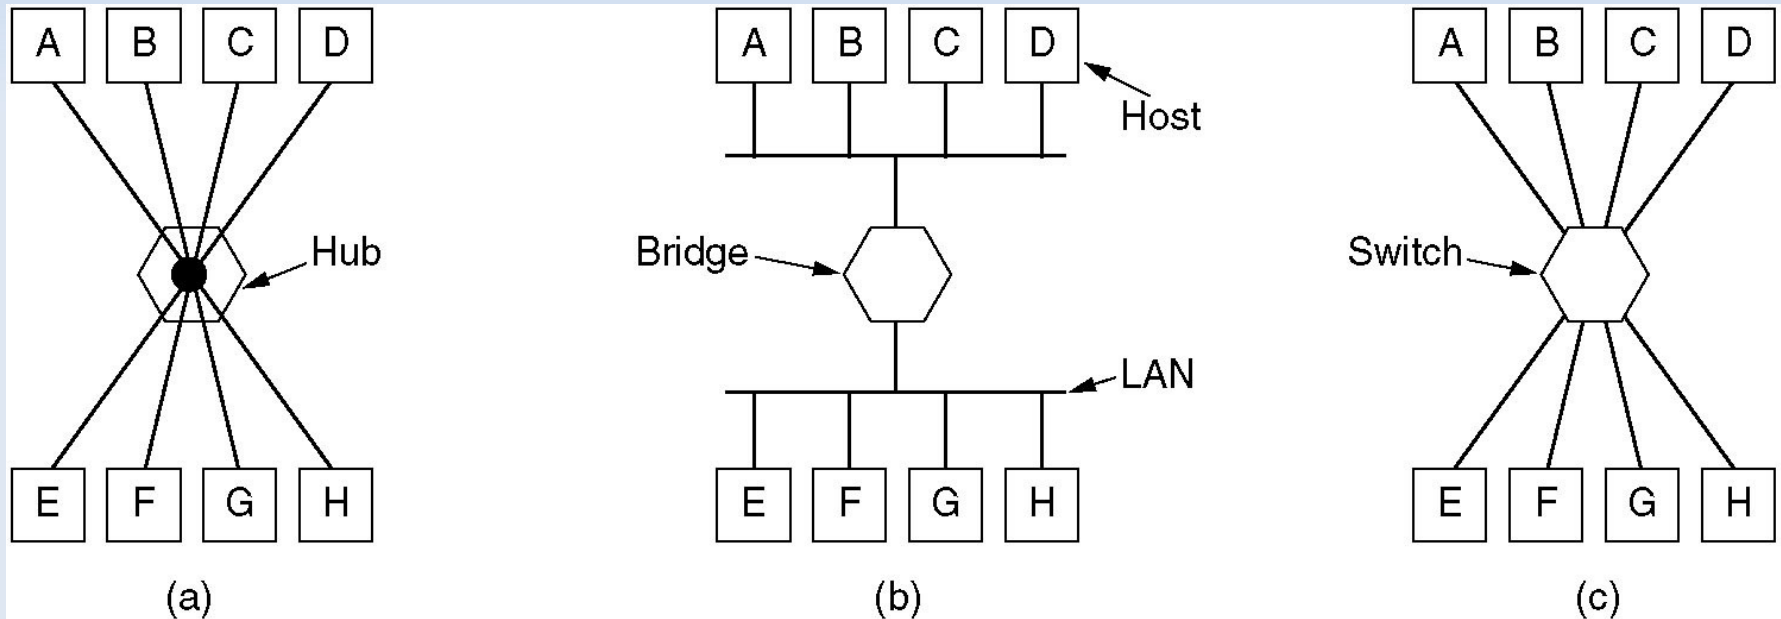 A B C D
Hub
E F G H
(a)
A B C D
Host
Bridge
LAN
E F G H
(b)
A B C D
Switch
E F G H
(c)